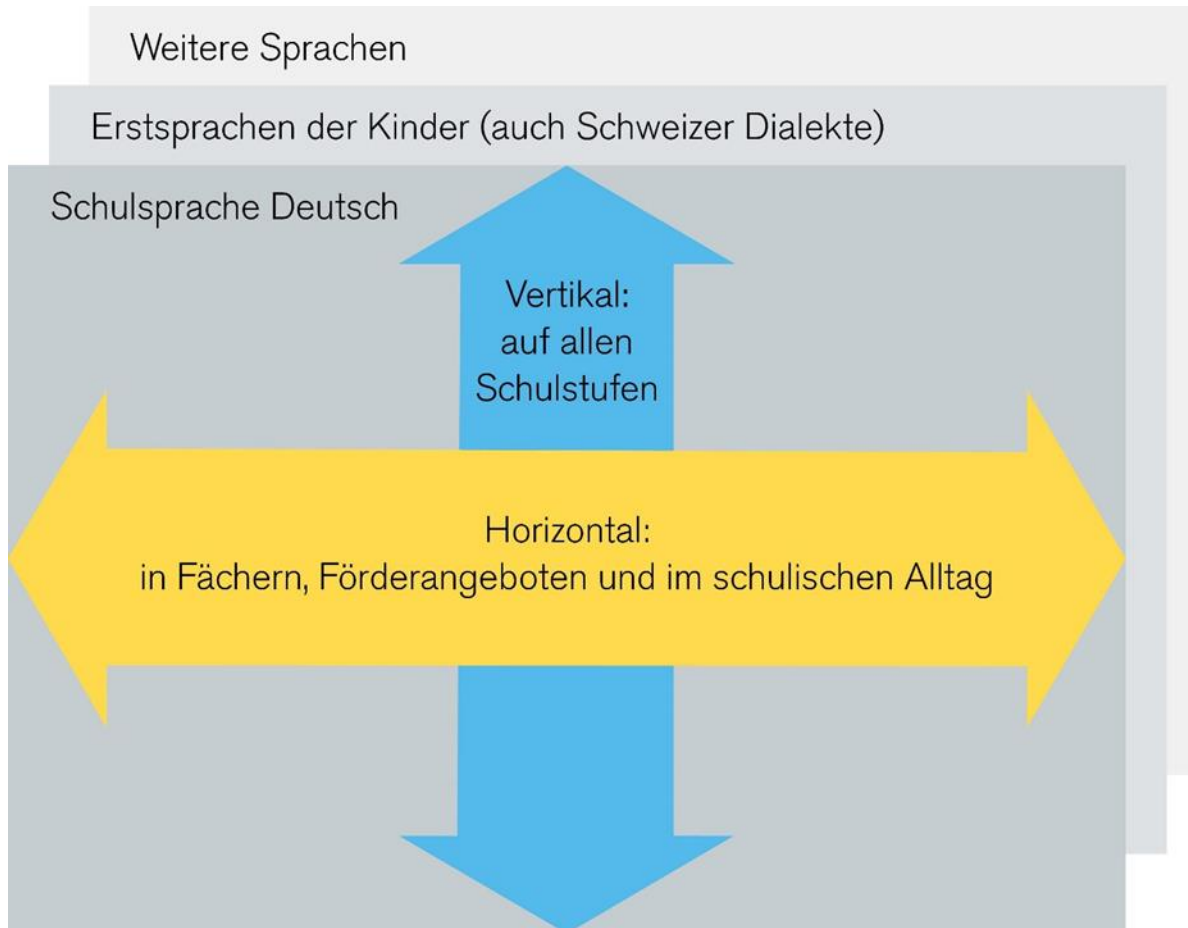 Weitere Sprachen
Erstsprachen der Kinder (auch Schweizer Dialekte)
Schulsprache Deutsch
Vertikal:
auf allen
Schulstufen
Horizontal:
in Fächern, Förderangeboten und im schulischen Alltag